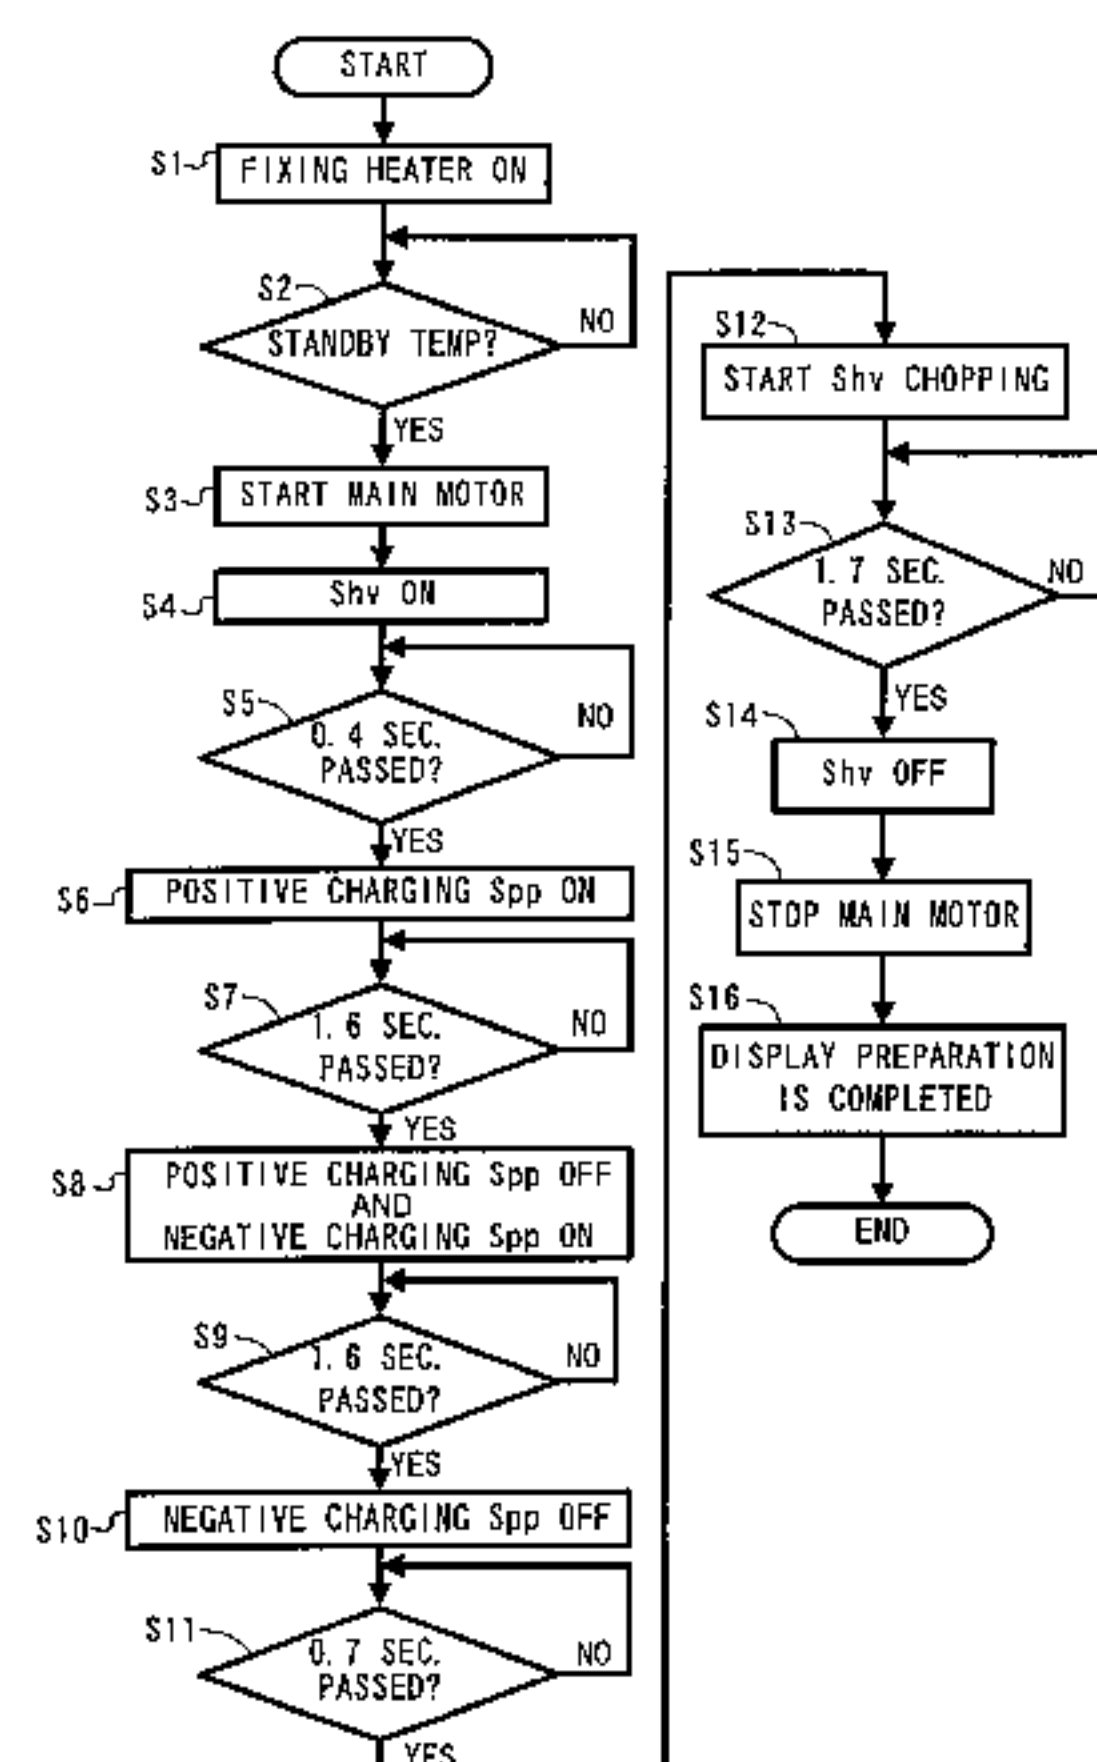 START
S1
FIXING HEATER ON
S2
STANDBY TEMP?
NO
YES
S3
START MAIN MOTOR
S4
Shv ON
S5
0.4 SEC.
PASSED?
NO
YES
S6
POSITIVE CHARGING Spp ON
S7
1.6 SEC.
PASSED?
NO
YES
S8
POSITIVE CHARGING Spp OFF
AND
NEGATIVE CHARGING Spp ON
S9
1.6 SEC.
PASSED?
NO
YES
S10
NEGATIVE CHARGING Spp OFF
S11
0.7 SEC.
PASSED?
NO
YES
S12
START Shv CHOPPING
S13
1.7 SEC.
PASSED?
NO
YES
S14
Shv OFF
S15
STOP MAIN MOTOR
S16
DISPLAY PREPARATION
IS COMPLETED
END